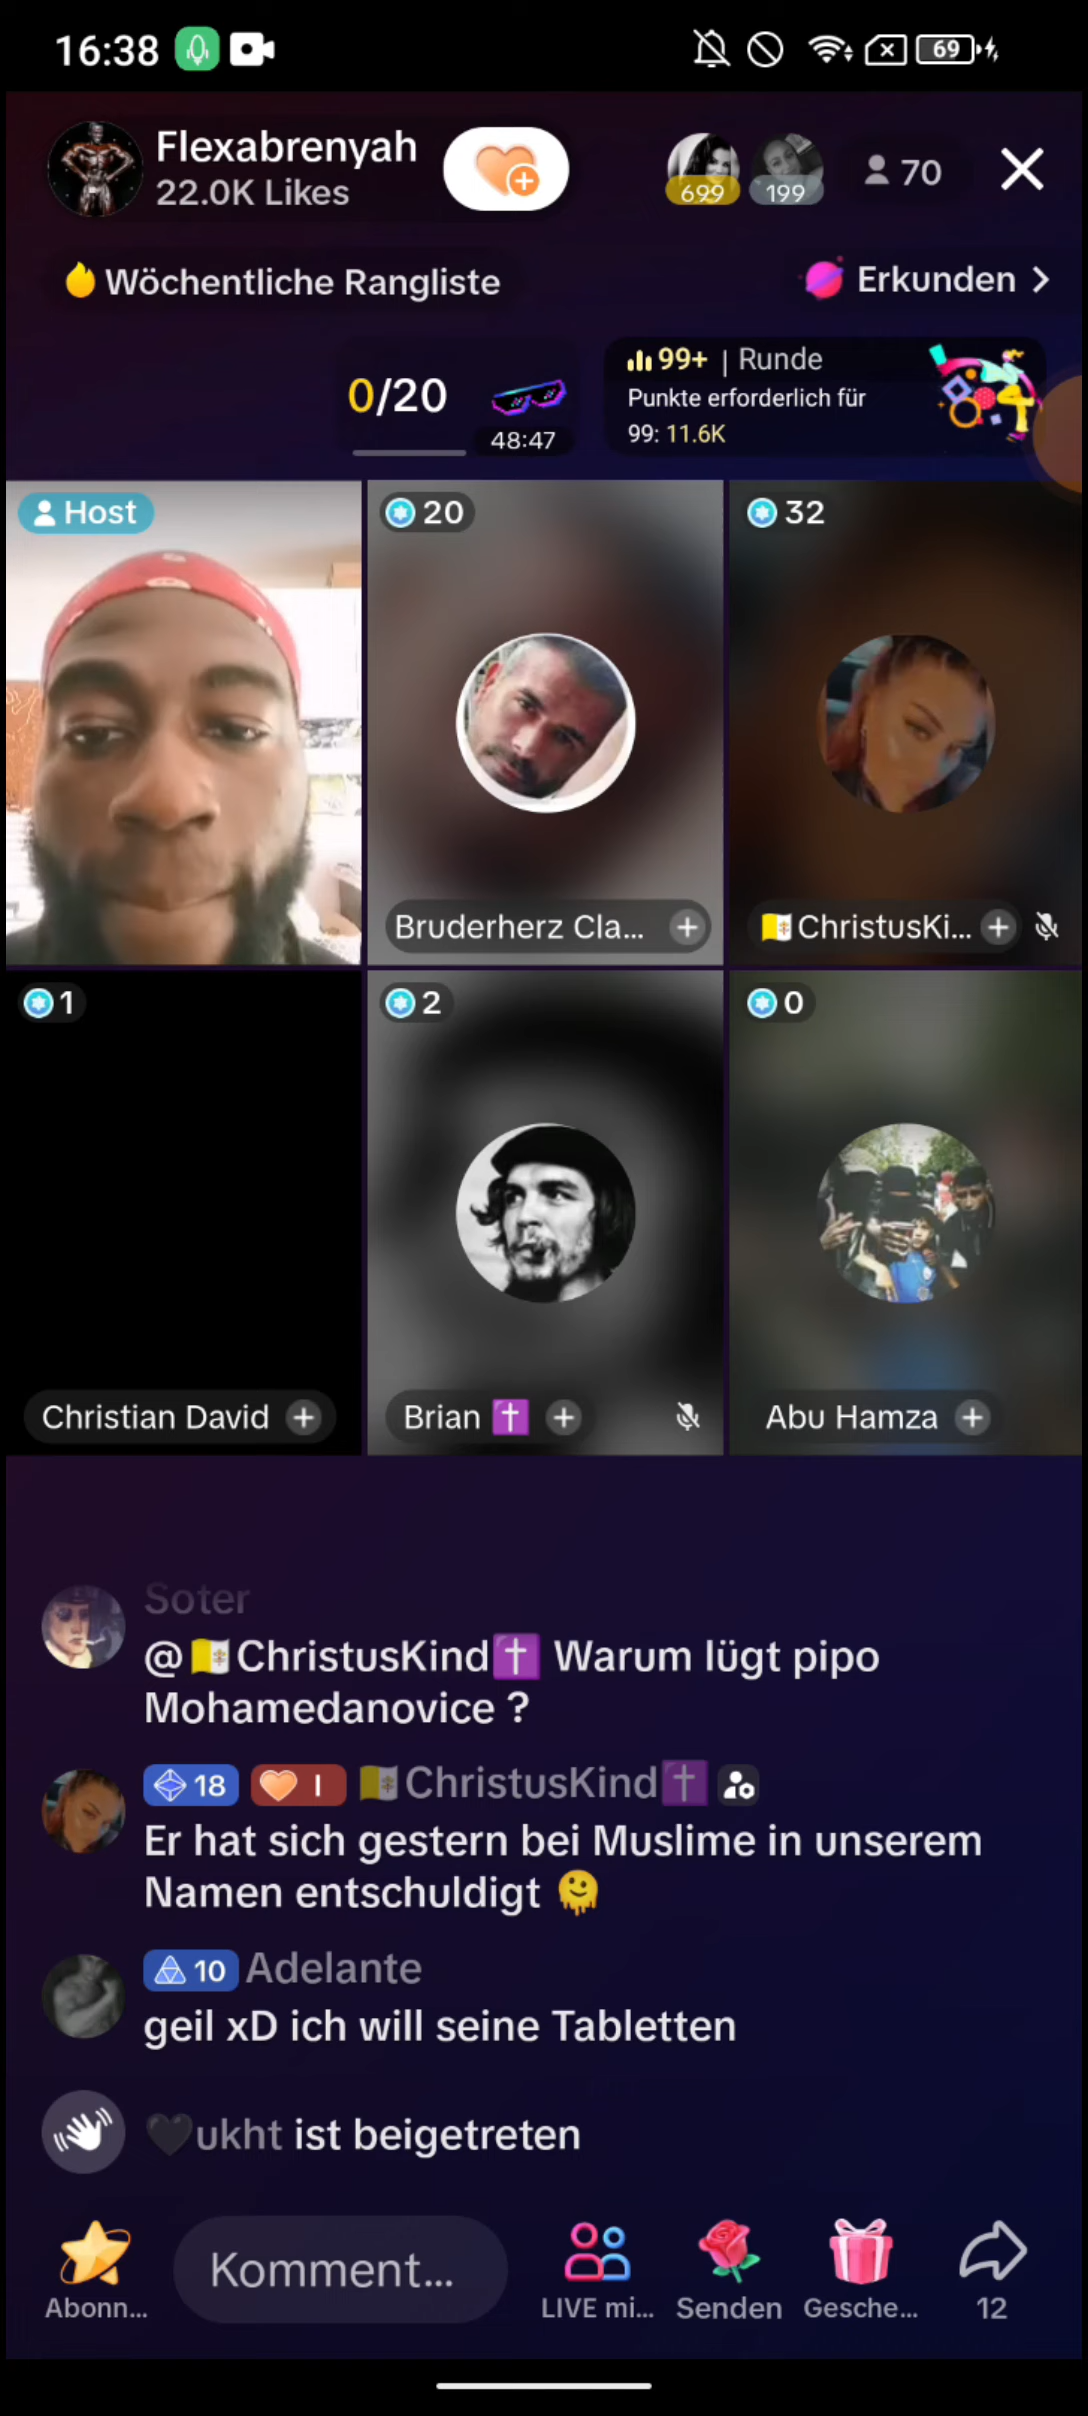 16:38
69
Flexabrenyah
22.0K Likes
699
199
70
Wöchentliche Rangliste
Erkunden >
0/20
48:47
99+ | Runde
Punkte erforderlich für
99: 11.6K
Host
20
32
Bruderherz Cla...
ChristusKi...
1
2
0
Christian David
Brian ✝️
Abu Hamza
Soter
@🇻🇦ChristusKind✝️ Warum lügt pipo
Mohamedanovice ?
18 I 🇻🇦ChristusKind✝️
Er hat sich gestern bei Muslime in unserem
Namen entschuldigt 🫠
10 Adelante
geil xD ich will seine Tabletten
🖤ukht ist beigetreten
Abonn...
Komment...
LIVE mi...
Senden
Gesche...
12